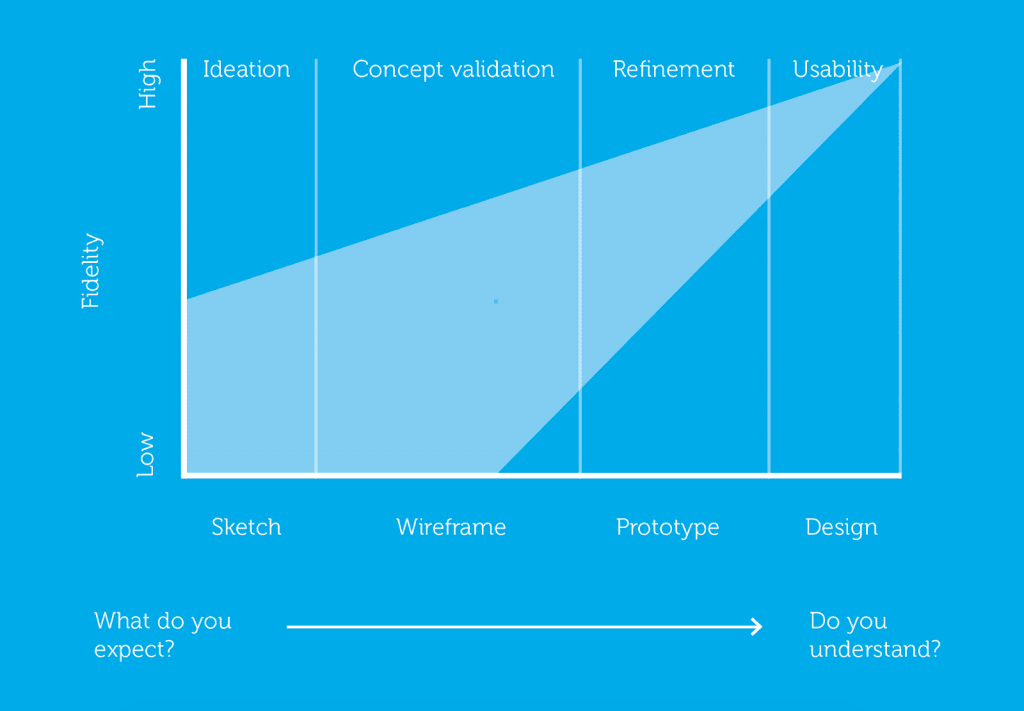 High
Ideation
Concept validation
Refinement
Usability
Fidelity
Low
Sketch
Wireframe
Prototype
Design
What do you
expect?
Do you
understand?